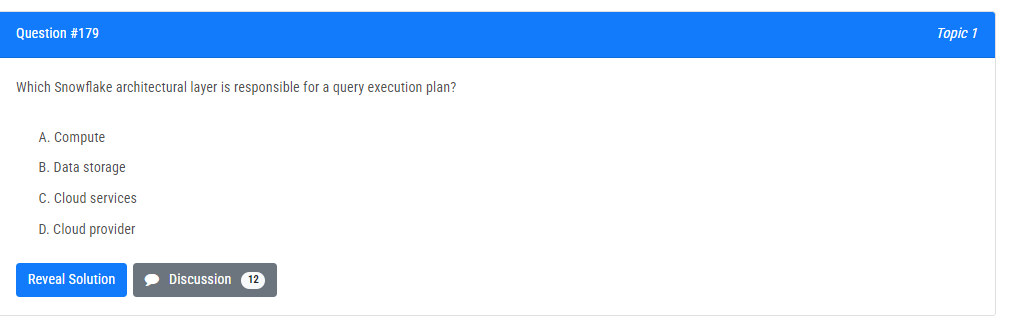 Question #179
Topic 1
Which Snowflake architectural layer is responsible for a query execution plan?
A. Compute
B. Data storage
C. Cloud services
D. Cloud provider
Reveal Solution
Discussion 12